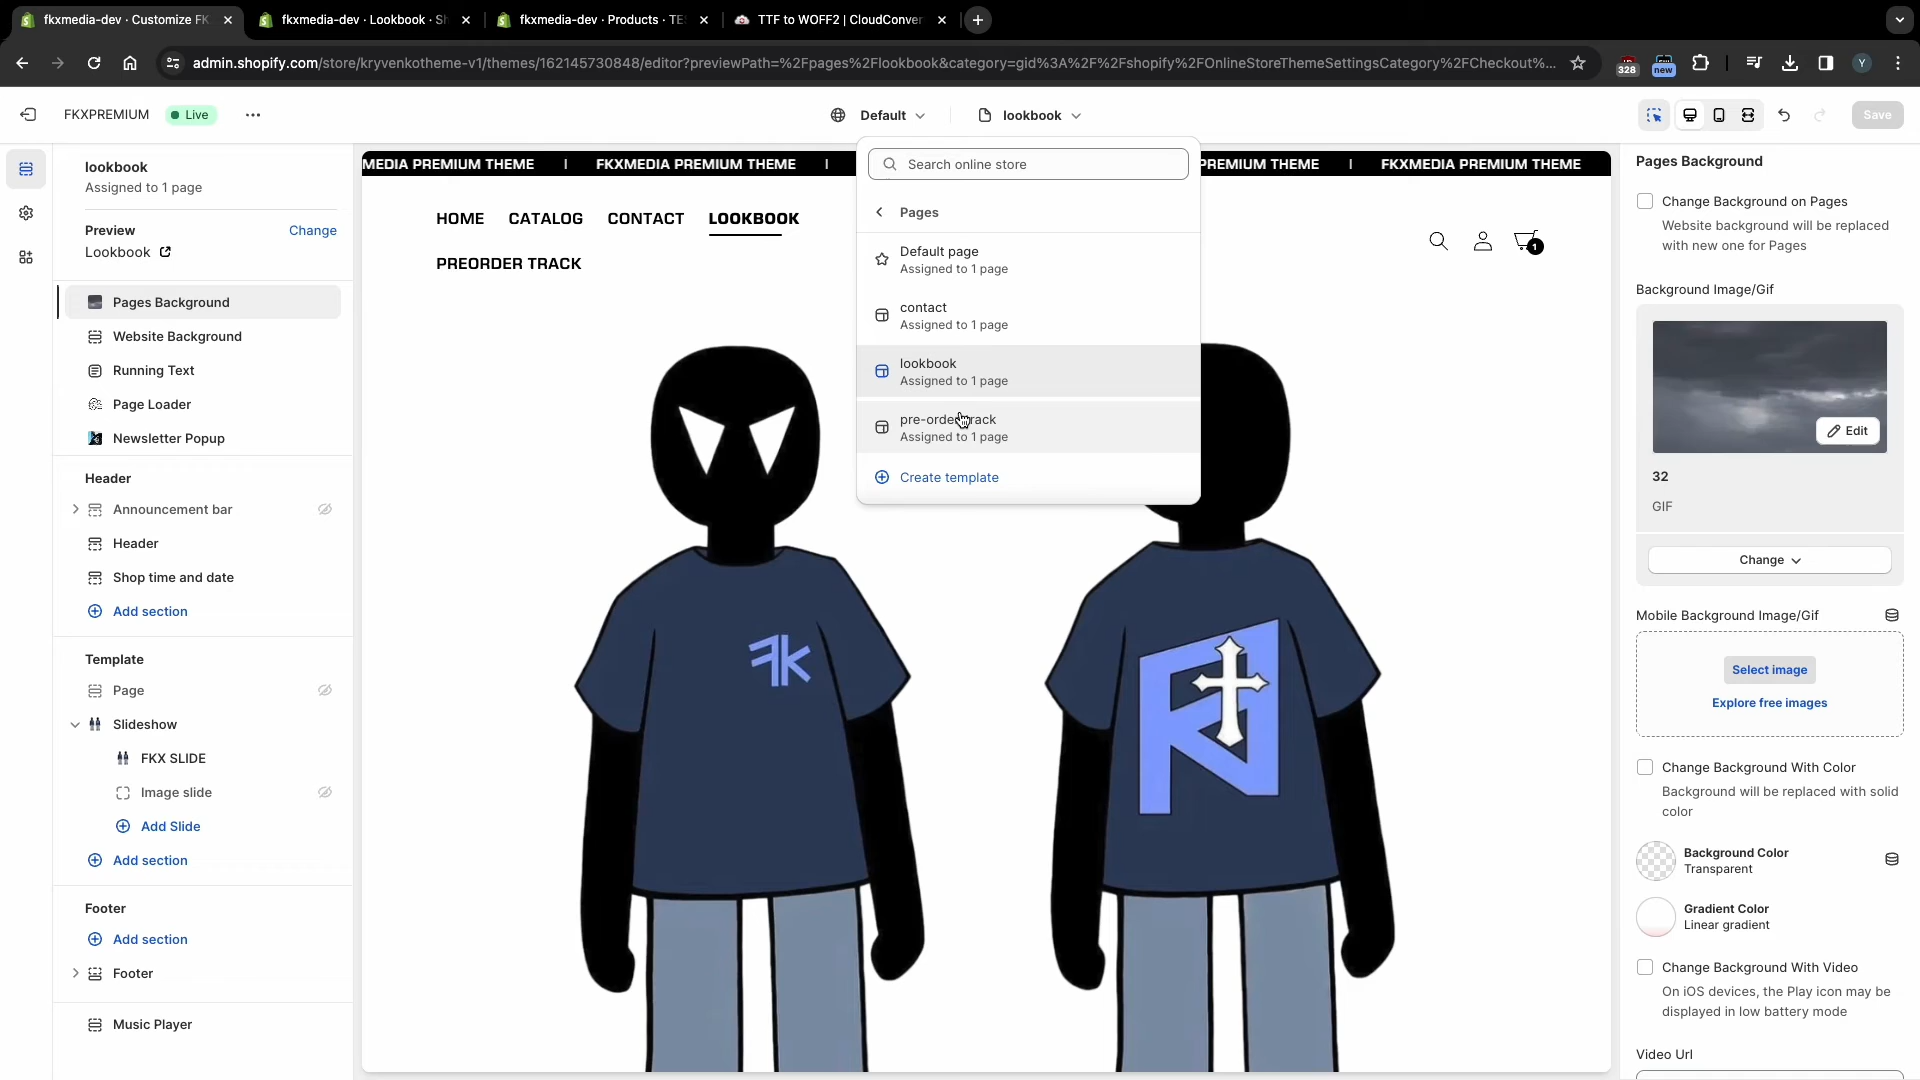 fkxmedia-dev · Customize FK
fkxmedia-dev · Lookbook · Sh
fkxmedia-dev · Products · TE
TTF to WOFF2 | CloudConver
admin.shopify.com/store/kryvenkotheme-v1/themes/162145730848/editor?previewPath=%2Fpages%2Flookbook&category=gid%3A%2F%2Fshopify%2FOnlineStoreThemeSettingsCategory%2FCheckout%...
328
new
Y
FKXPREMIUM
Live
Default
lookbook
Save
lookbook
Assigned to 1 page
Preview
Change
Lookbook
Pages Background
Website Background
Running Text
Page Loader
Newsletter Popup
Header
Announcement bar
Header
Shop time and date
Add section
Template
Page
Slideshow
FKX SLIDE
Image slide
Add Slide
Add section
Footer
Add section
Footer
Music Player
MEDIA PREMIUM THEME | FKXMEDIA PREMIUM THEME |
PREMIUM THEME | FKXMEDIA PREMIUM THEME
HOME CATALOG CONTACT LOOKBOOK
PREORDER TRACK
1
Search online store
Pages
Default page
Assigned to 1 page
contact
Assigned to 1 page
lookbook
Assigned to 1 page
Assigned to 1 page
Create template
Pages Background
Change Background on Pages
Website background will be replaced
with new one for Pages
Background Image/Gif
Edit
32
GIF
Change
Mobile Background Image/Gif
Select image
Explore free images
Change Background With Color
Background will be replaced with solid
color
Background Color
Transparent
Gradient Color
Linear gradient
Change Background With Video
On iOS devices, the Play icon may be
displayed in low battery mode
Video Url